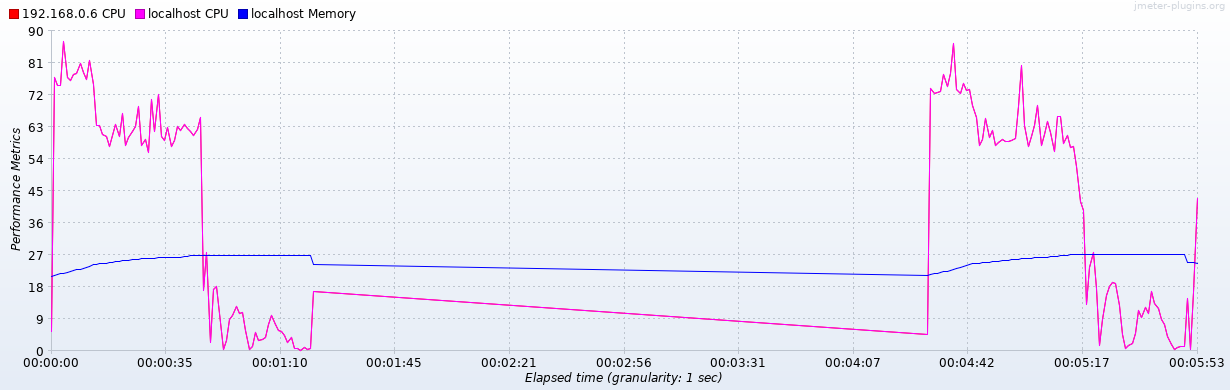 192.168.0.6 CPU localhost CPU localhost Memory
jmeter-plugins.org
Performance Metrics
90
81
72
63
54
45
36
27
18
9
0
00:00:00 00:00:35 00:01:10 00:01:45 00:02:21 00:02:56 00:03:31 00:04:07 00:04:42 00:05:17 00:05:53
Elapsed time (granularity: 1 sec)